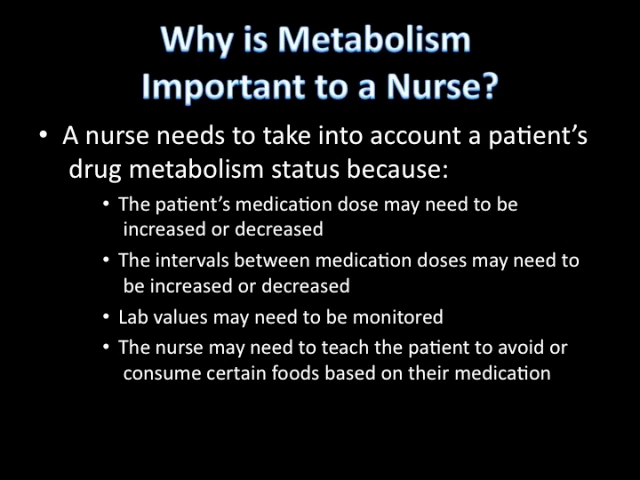 Why is Metabolism
Important to a Nurse?
• A nurse needs to take into account a patient's
drug metabolism status because:
• The patient's medication dose may need to be
increased or decreased
• The intervals between medication doses may need to
be increased or decreased
• Lab values may need to be monitored
• The nurse may need to teach the patient to avoid or
consume certain foods based on their medication